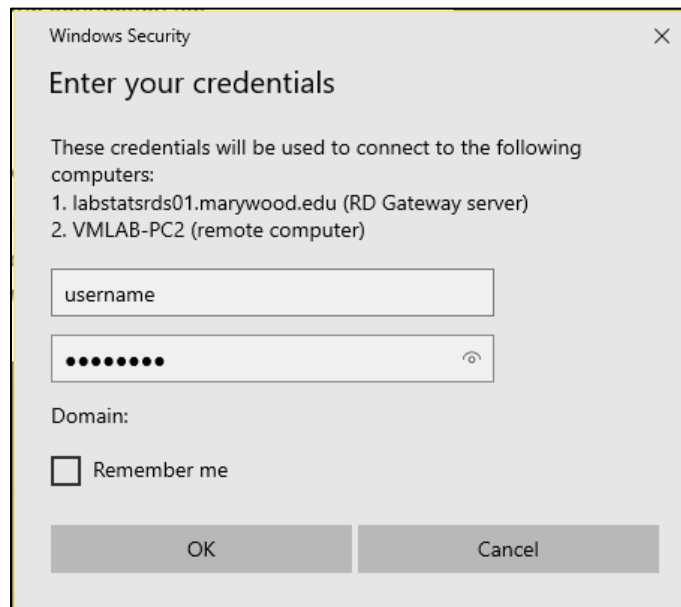 Windows Security
Enter your credentials
These credentials will be used to connect to the following
computers:
1. labstatsrds01.marywood.edu (RD Gateway server)
2. VMLAB-PC2 (remote computer)
username
●●●●●●●●
Domain:
Remember me
OK
Cancel